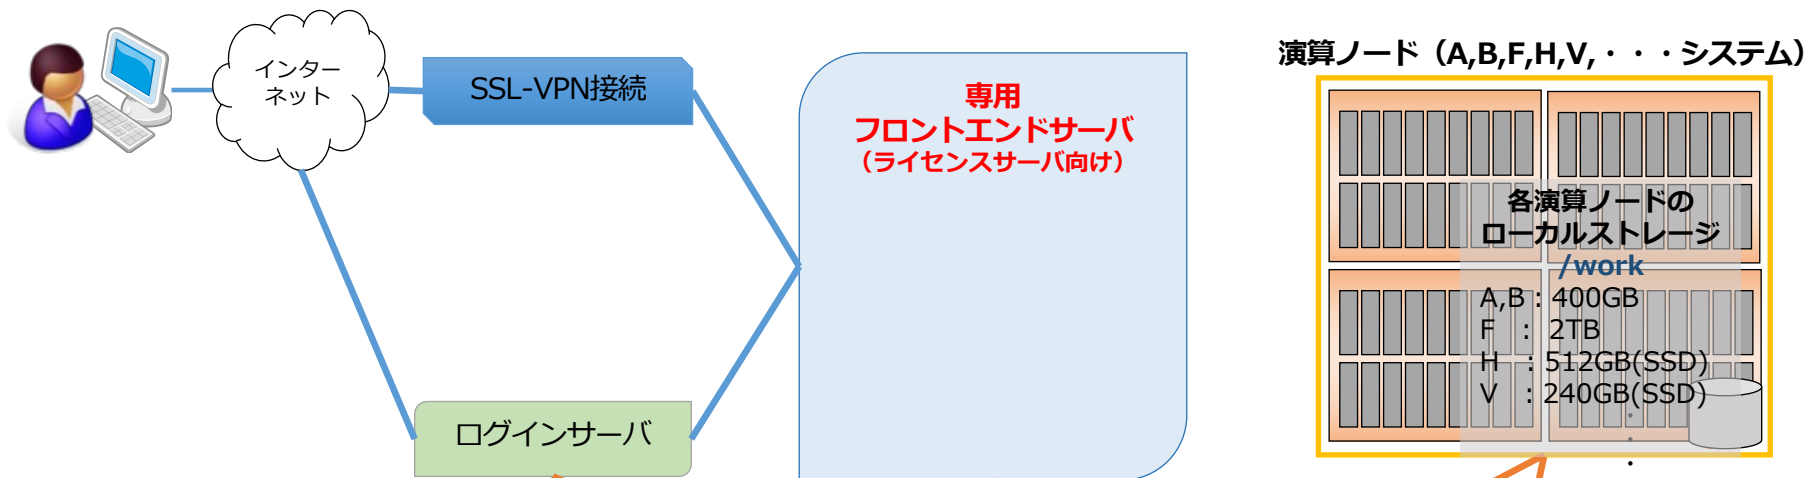 インター
ネット
SSL-VPN接続
ログインサーバ
専用
フロントエンドサーバ
（ライセンスサーバ向け）
演算ノード（A,B,F,H,V,・・・システム）
各演算ノードの
ローカルストレージ
/work
A,B：400GB
F ：2TB
H ：512GB(SSD)
V ：240GB(SSD)
・
・
・